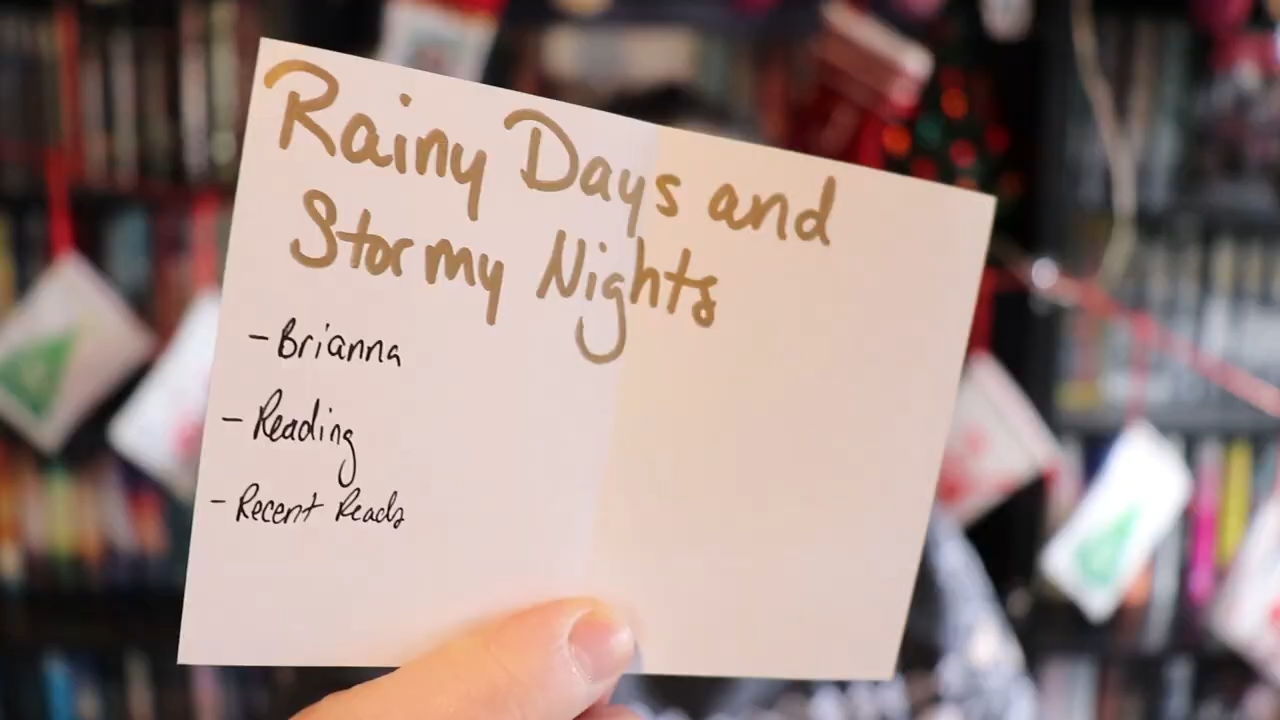 Rainy Days and
Stormy Nights
- Brianna
- Reading
- Recent Reads